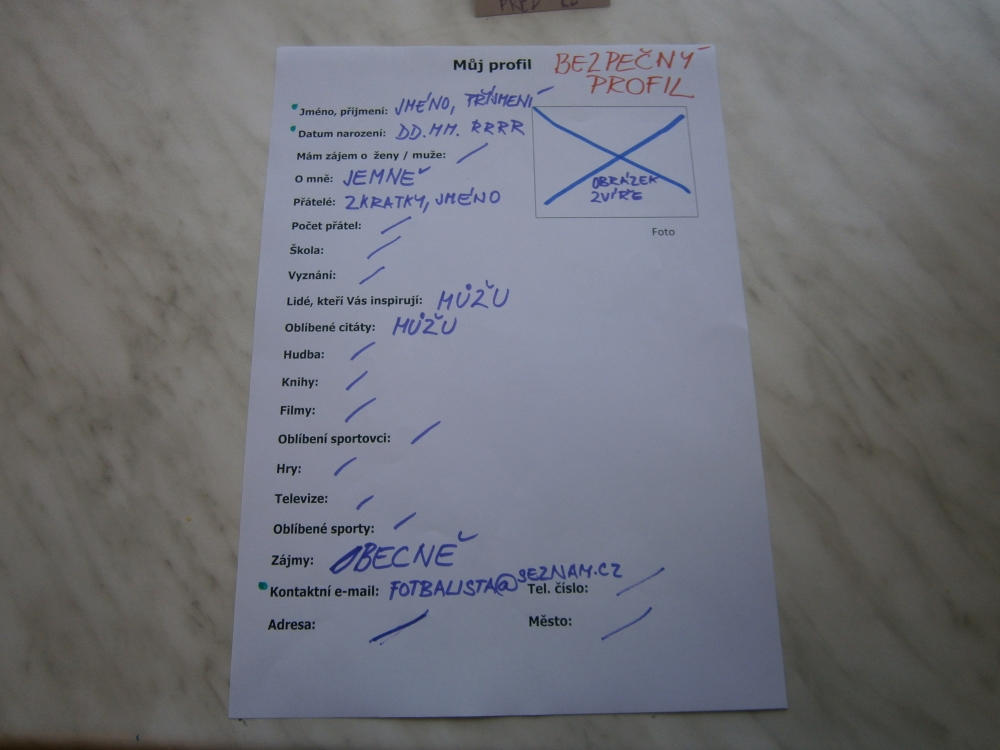 PŘED
Můj profil BEZPEČNÝ PROFIL
Jméno, příjmení: JMÉNO, PŘÍJMENÍ
Datum narození: DD.MM. RRRR
Mám zájem o ženy / muže: /
O mně: JEMNĚ
OBRÁZEK
ZVÍŘE
Přátelé: ZKRATKY, JMÉNO
Počet přátel: /
Foto
Škola: /
Vyznání: /
Lidé, kteří Vás inspirují: MŮŽU
Oblíbené citáty: MŮŽU
Hudba: /
Knihy: /
Filmy: /
Oblíbení sportovci: /
Hry: /
Televize: /
Oblíbené sporty: /
Zájmy: OBECNĚ
Kontaktní e-mail: FOTBALISTA@SEZNAM.CZ Tel. číslo: /
Adresa: / Město: /